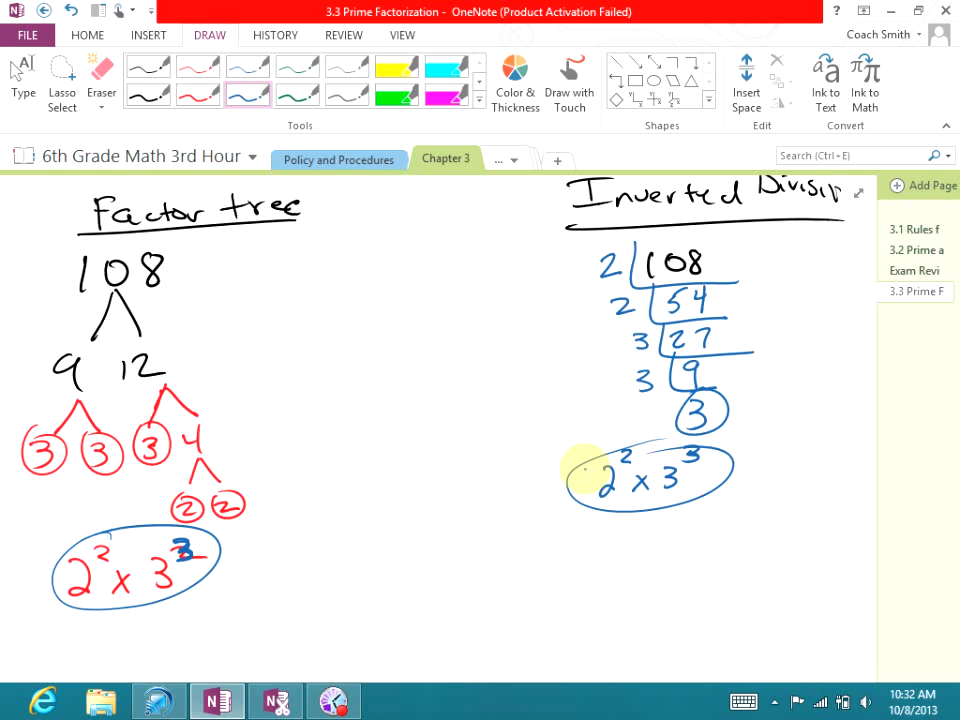 3.3 Prime Factorization - OneNote (Product Activation Failed)
FILE HOME INSERT DRAW HISTORY REVIEW VIEW
Coach Smith
Type
Lasso Select
Eraser
Color & Thickness
Draw with Touch
Insert Space
Ink to Text
Ink to Math
Tools
Shapes
Edit
Convert
6th Grade Math 3rd Hour
Policy and Procedures
Chapter 3
...
Search (Ctrl+E)
Add Page
3.1 Rules f
3.2 Prime a
Exam Revi
3.3 Prime F
Factor tree
108
9 12
3 3 3 4
2 2
2² x 3³
Inverted Divisi
2 108
2 54
3 27
3 9
3
2² x 3³
10:32 AM
10/8/2013